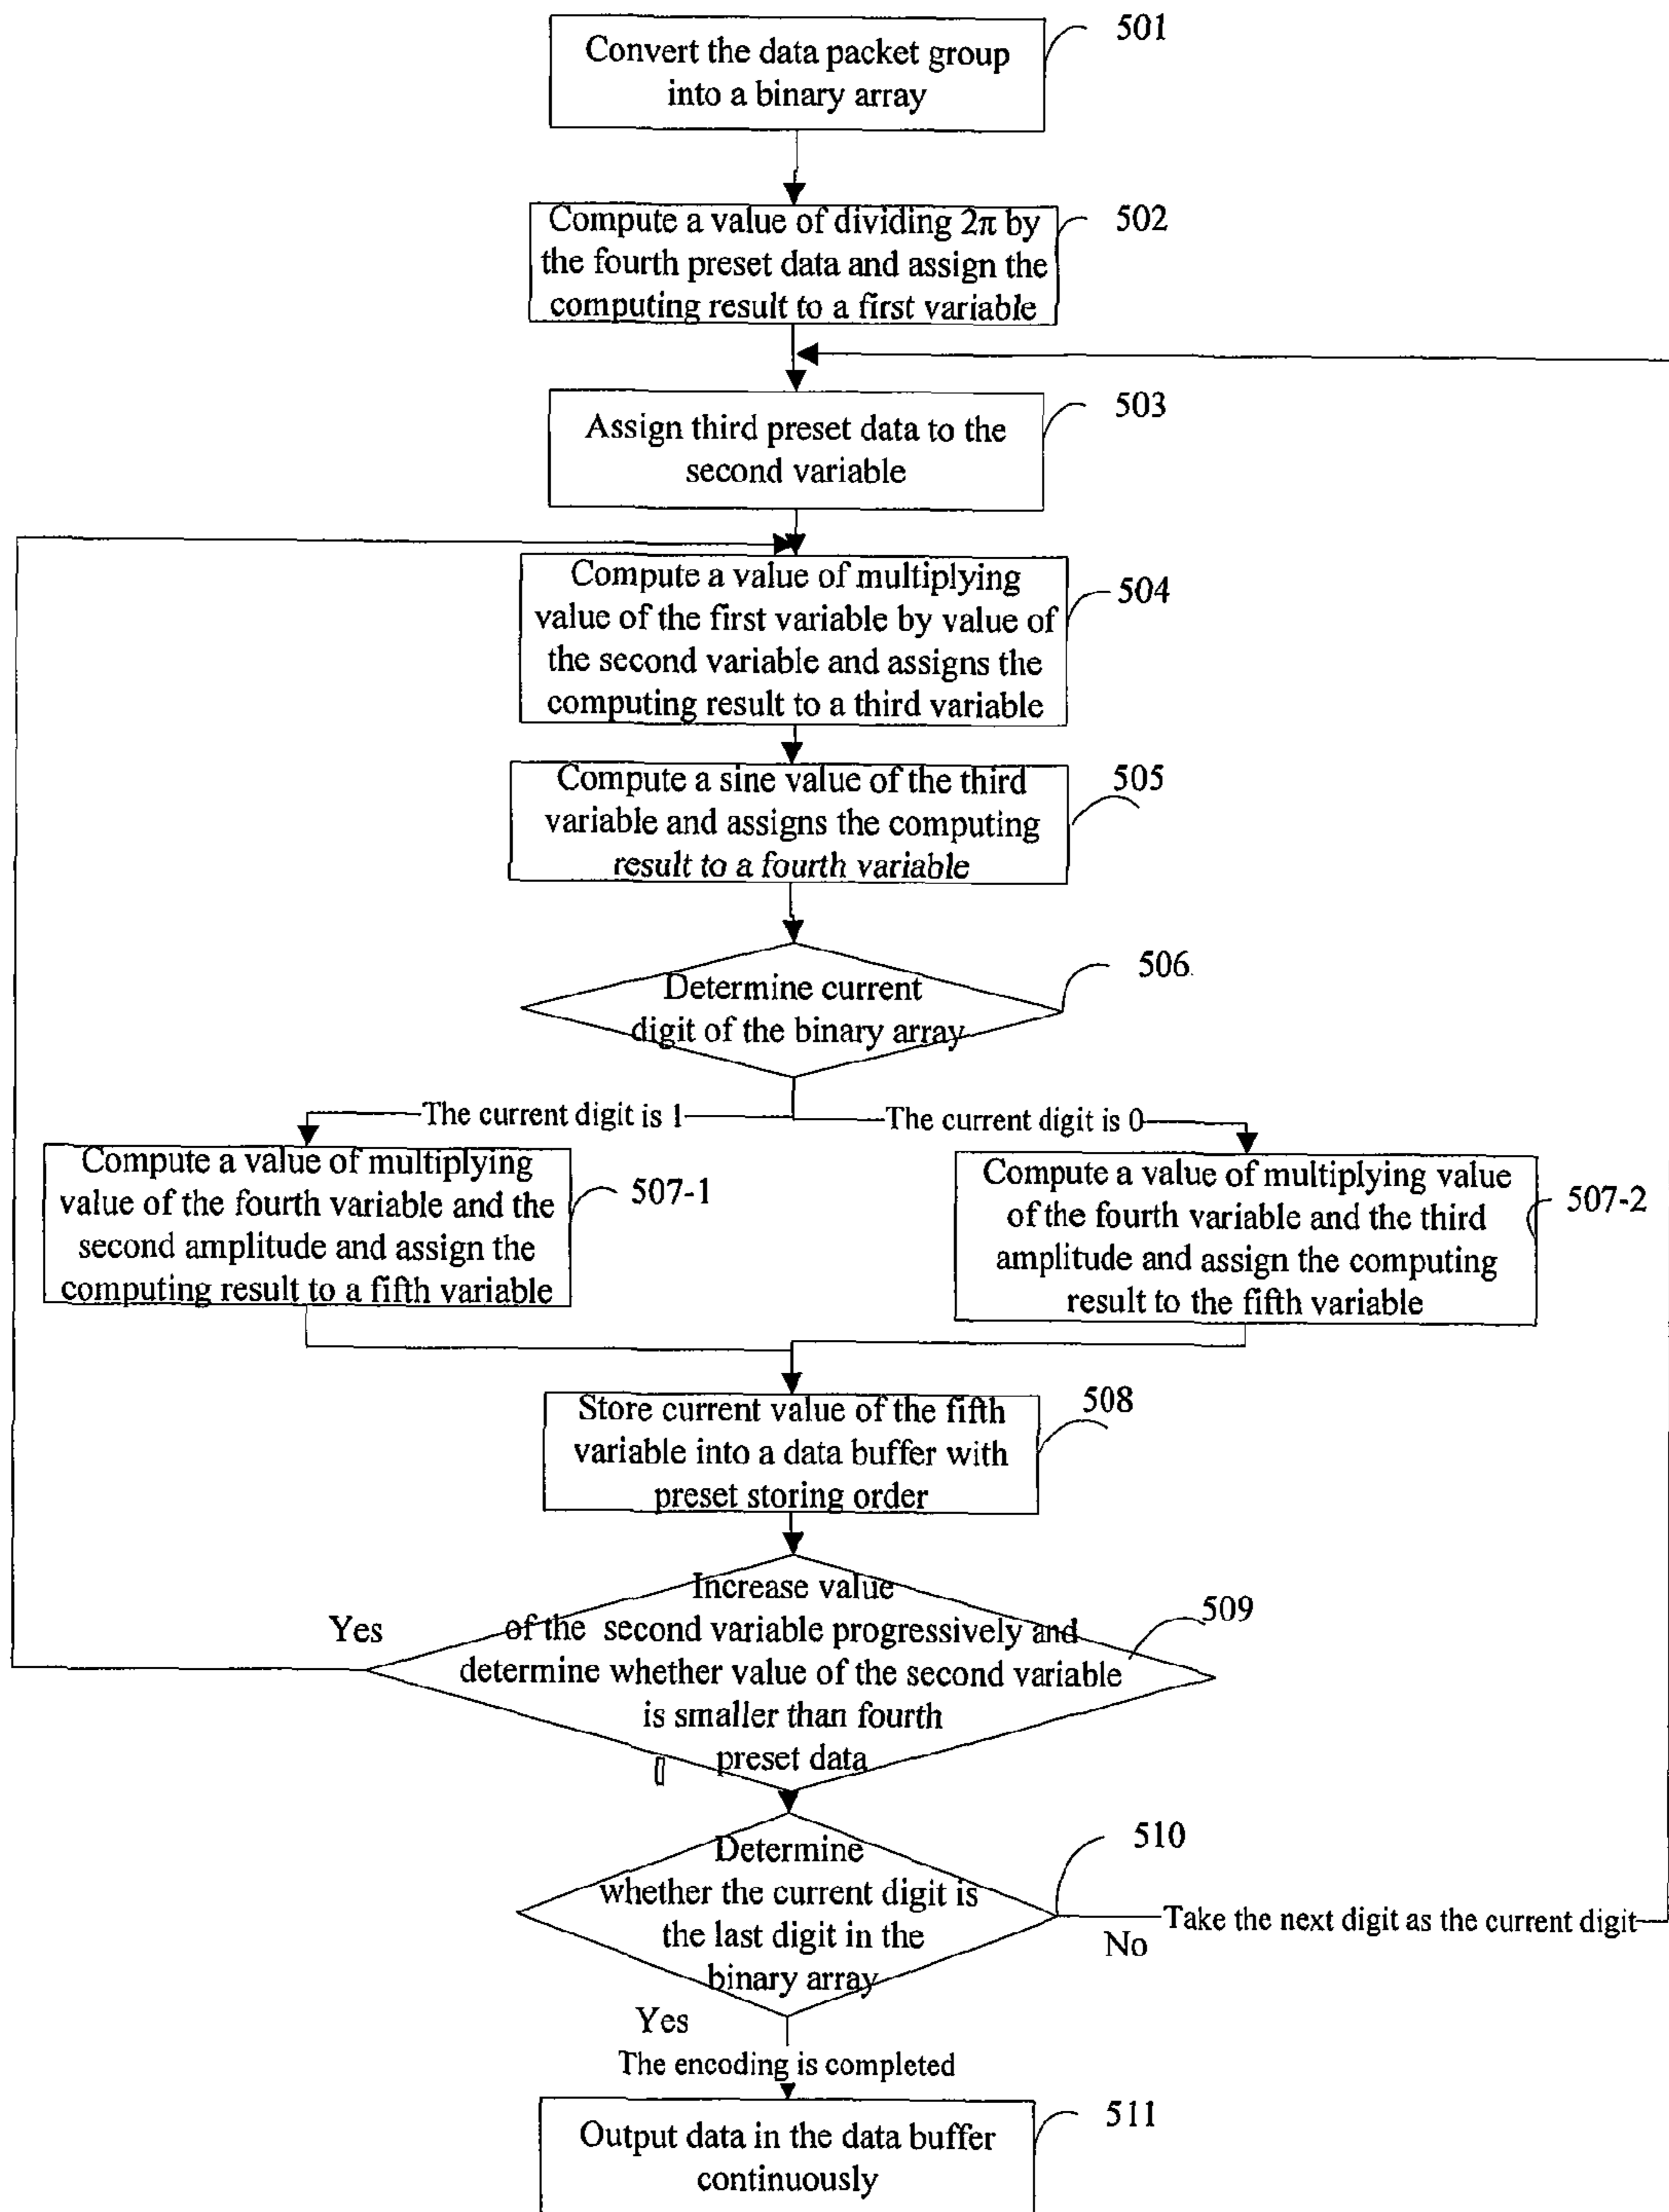 Convert the data packet group
into a binary array
501
Compute a value of dividing 2π by
the fourth preset data and assign the
computing result to a first variable
502
Assign third preset data to the
second variable
503
Compute a value of multiplying
value of the first variable by value of
the second variable and assigns the
computing result to a third variable
504
Compute a sine value of the third
variable and assigns the computing
result to a fourth variable
505
Determine current
digit of the binary array
506
The current digit is 1
The current digit is 0
Compute a value of multiplying
value of the fourth variable and the
second amplitude and assign the
computing result to a fifth variable
507-1
Compute a value of multiplying value
of the fourth variable and the third
amplitude and assign the computing
result to the fifth variable
507-2
Store current value of the fifth
variable into a data buffer with
preset storing order
508
Increase value
of the second variable progressively and
determine whether value of the second variable
is smaller than fourth
preset data
509
Yes
Determine
whether the current digit is
the last digit in the
binary array
510
Take the next digit as the current digit
No
Yes
The encoding is completed
Output data in the data buffer
continuously
511